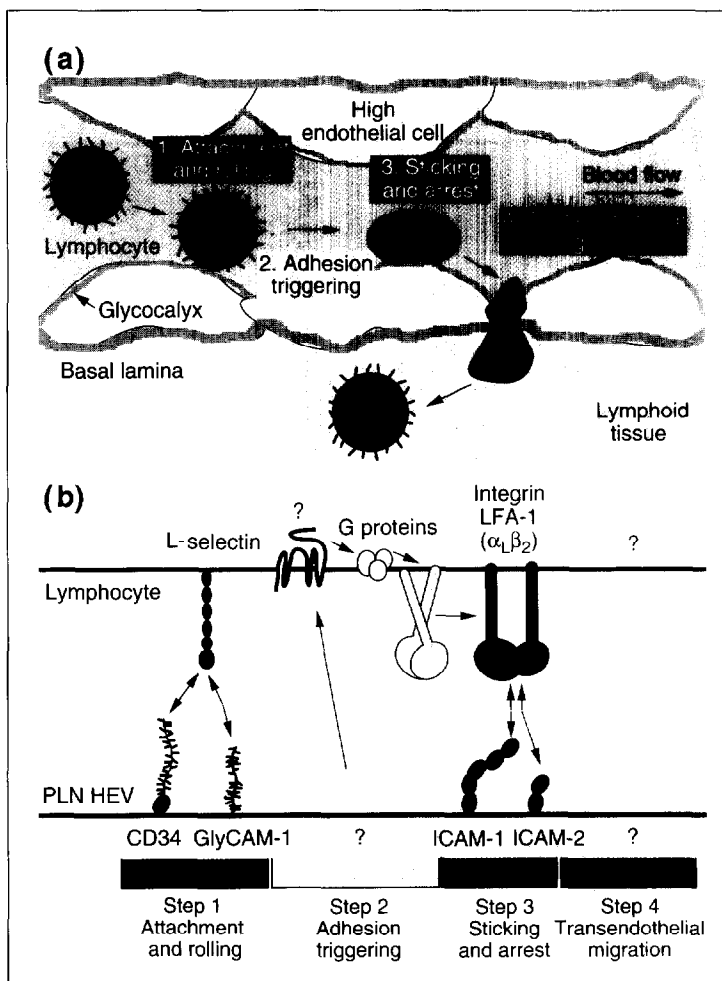 (a)
High
endothelial cell
1. Attachment
and rolling
3. Sticking
and arrest
Blood flow
Lymphocyte
2. Adhesion
triggering
Glycocalyx
Basal lamina
Lymphoid
tissue
(b)
Integrin
LFA-1
(αLβ2)
?
G proteins
L-selectin
?
Lymphocyte
PLN HEV
CD34 GlyCAM-1
?
ICAM-1 ICAM-2
?
Step 1
Attachment
and rolling
Step 2
Adhesion
triggering
Step 3
Sticking
and arrest
Step 4
Transendothelial
migration